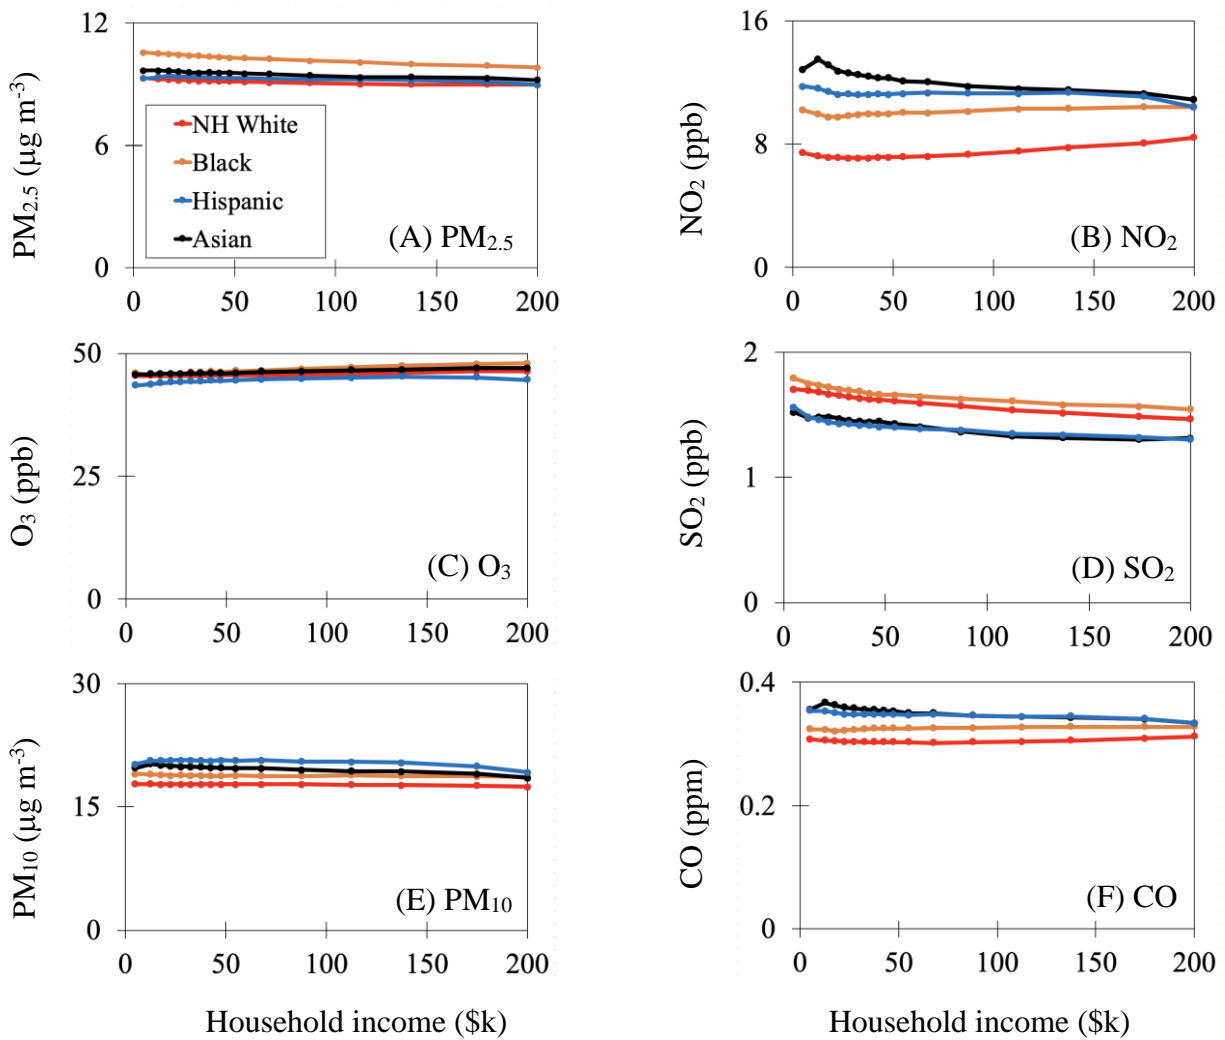 12
6
0
PM2.5 (μg m-3)
NH White
Black
Hispanic
Asian
(A) PM2.5
0 50 100 150 200
16
8
0
NO2 (ppb)
(B) NO2
0 50 100 150 200
50
25
0
O3 (ppb)
(C) O3
0 50 100 150 200
2
1
0
SO2 (ppb)
(D) SO2
0 50 100 150 200
30
15
0
PM10 (μg m-3)
(E) PM10
0 50 100 150 200
Household income ($k)
0.4
0.2
0
CO (ppm)
(F) CO
0 50 100 150 200
Household income ($k)